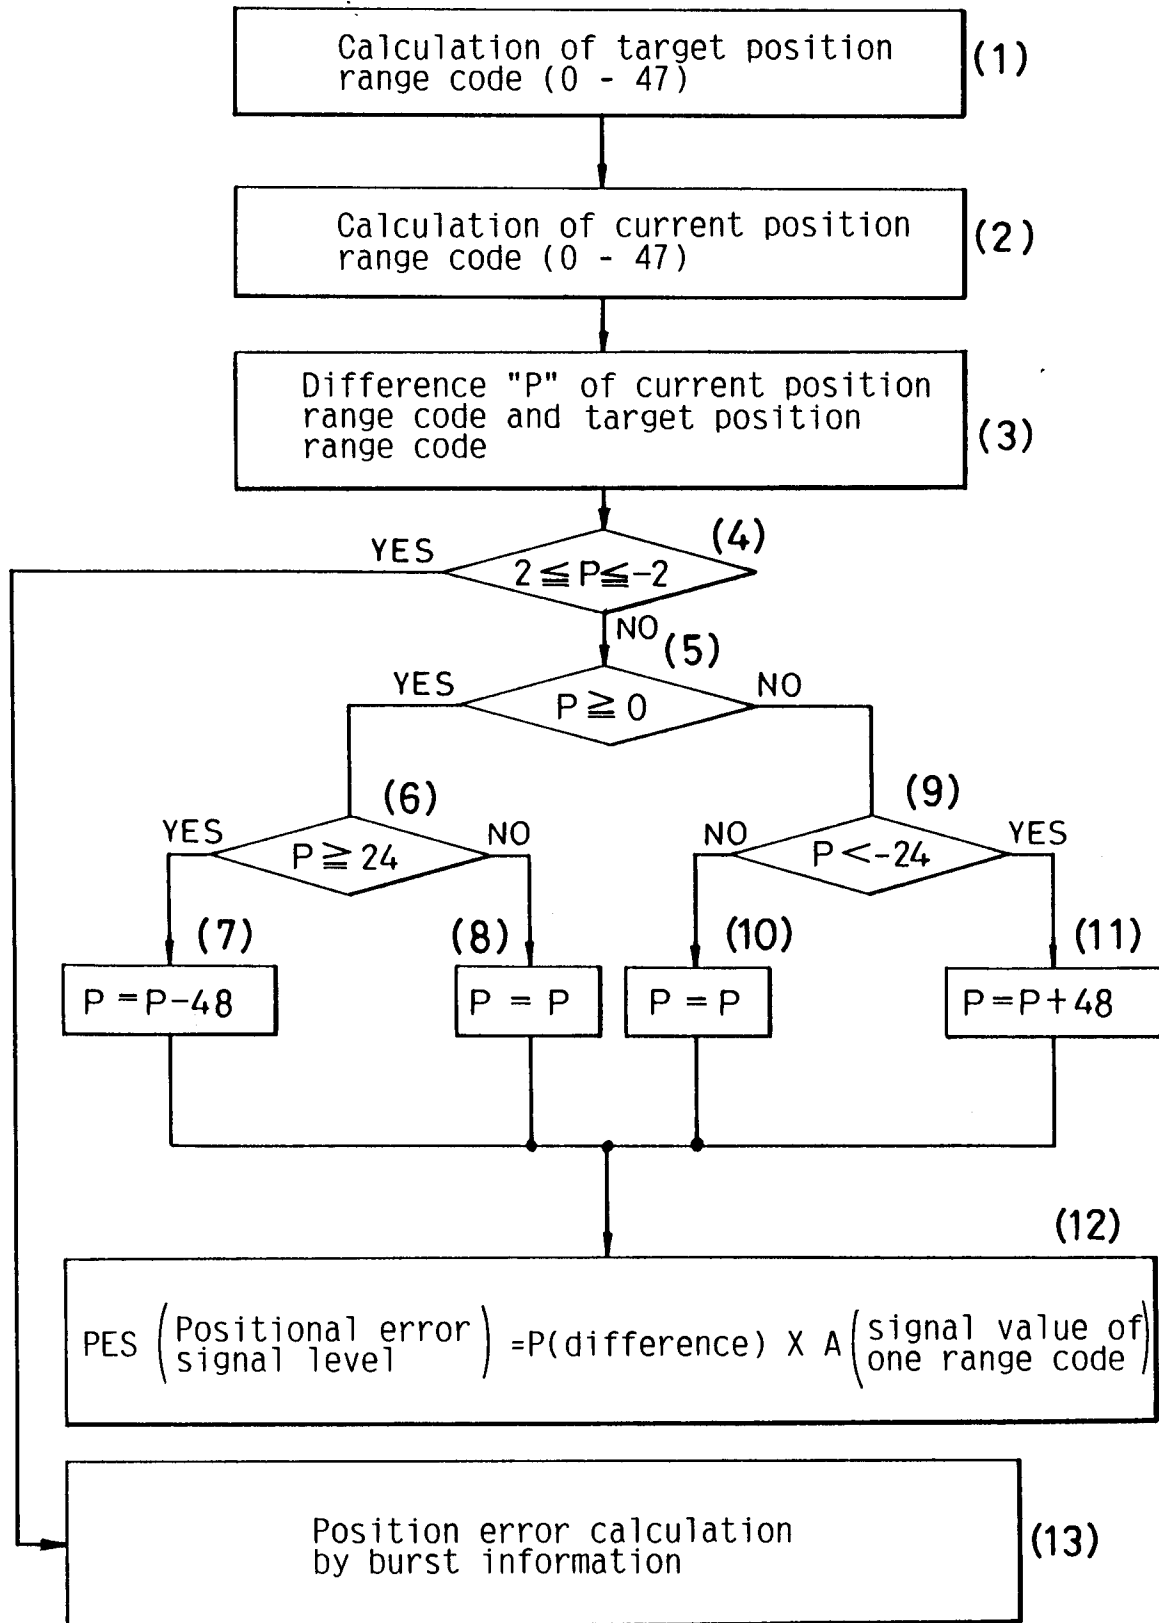 Calculation of target position
range code (0 - 47)
(1)
Calculation of current position
range code (0 - 47)
(2)
Difference "P" of current position
range code and target position
range code
(3)
(4)
YES
2 ≦ P ≦ -2
NO
(5)
YES
P ≧ 0
NO
(6)
YES
P ≧ 24
NO
(9)
NO
P < -24
YES
(7)
P = P-48
(8)
P = P
(10)
P = P
(11)
P = P + 48
(12)
PES (Positional error signal level) =P(difference) X A (signal value of one range code)
Position error calculation
by burst information
(13)